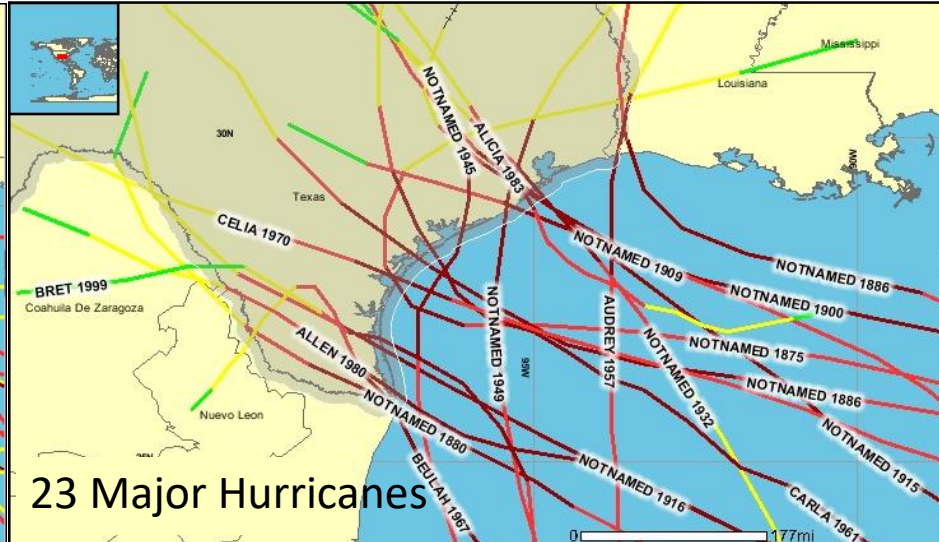 Mississippi
Louisiana
30N
NOTNAMED 1945
ALICIA 1983
M06
Texas
CELIA 1970
NOTNAMED 1909
NOTNAMED 1886
BRET 1999
Coahuila De Zaragoza
NOTNAMED 1900
NOTNAMED 1949
AUDREY 1957
ALLEN 1980
NOTNAMED 1932
NOTNAMED 1875
95W
NOTNAMED 1886
NOTNAMED 1880
Nuevo Leon
NOTNAMED 1915
BEULAH 1967
NOTNAMED 1916
CARLA 1961
23 Major Hurricanes
0 177mi